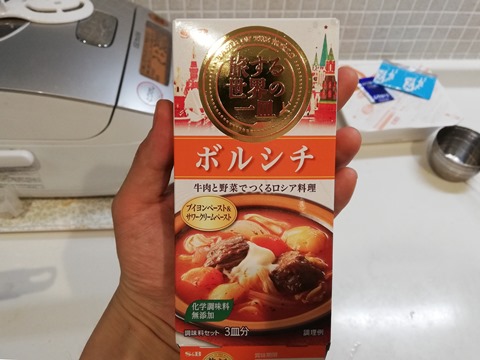 S&B
旅する
世界の
一皿
ボルシチ
牛肉と野菜でつくるロシア料理
ブイヨンペースト&
サワークリームペースト
化学調味料
無添加
調味料セット 3皿分
調理例
S&B